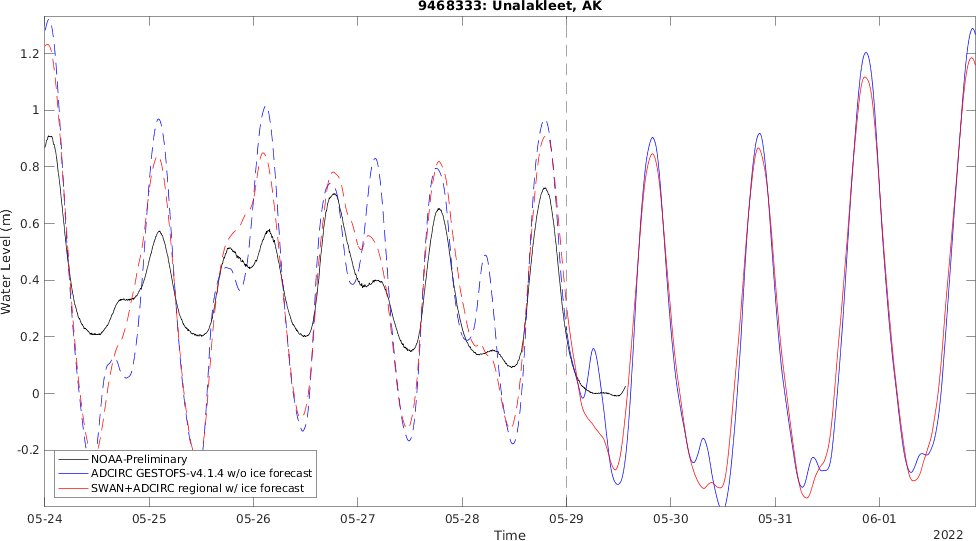 9468333: Unalakleet, AK
Water Level (m)
1.2
1
0.8
0.6
0.4
0.2
0
-0.2
NOAA-Preliminary
ADCIRC GESTOFS-v4.1.4 w/o ice forecast
SWAN+ADCIRC regional w/ ice forecast
05-24 05-25 05-26 05-27 05-28 05-29 05-30 05-31 06-01
Time
2022